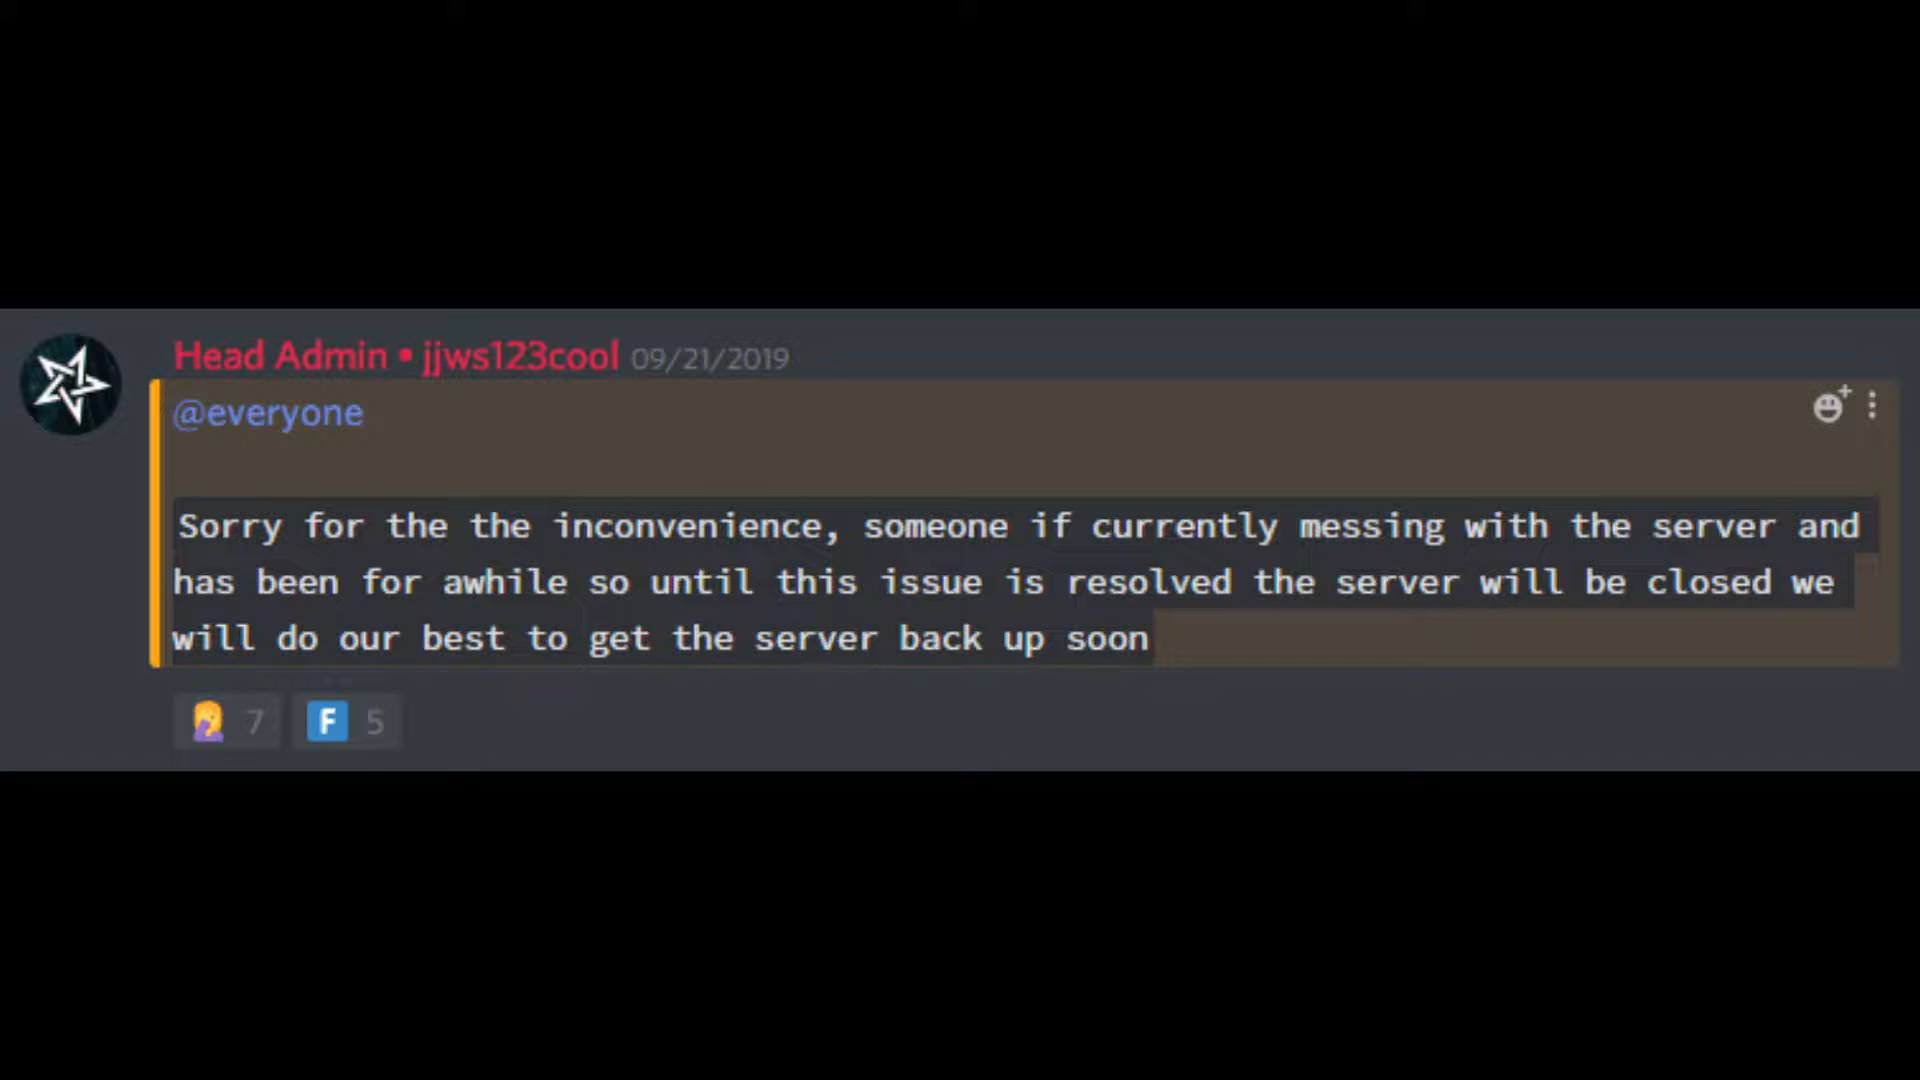 Head Admin • jjws123cool 09/21/2019
@everyone
Sorry for the the inconvenience, someone if currently messing with the server and
has been for awhile so until this issue is resolved the server will be closed we
will do our best to get the server back up soon
7 F 5